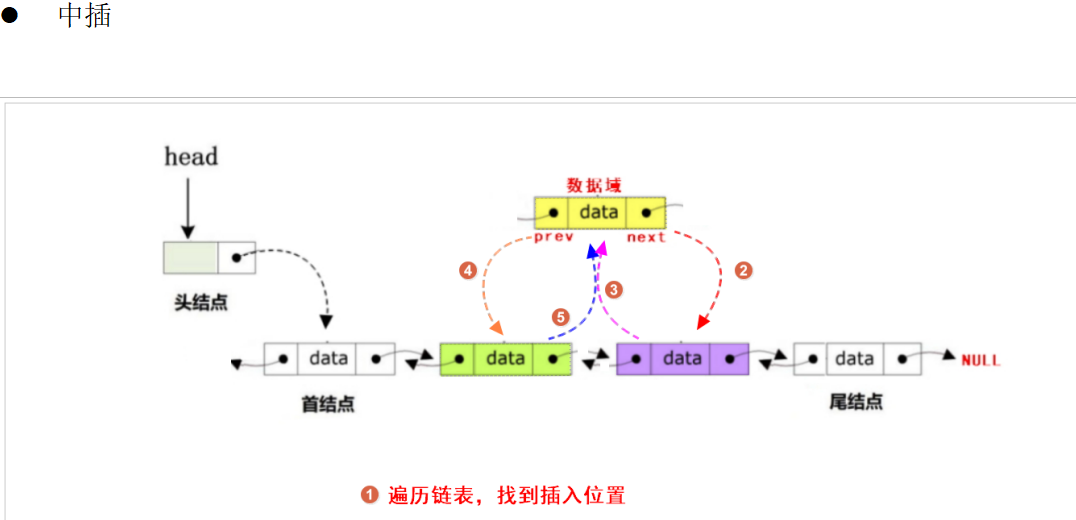 ● 中插
head
数据域
data
prev next
④
②
③
⑤
头结点
data
data
data
data
NULL
首结点
尾结点
① 遍历链表，找到插入位置